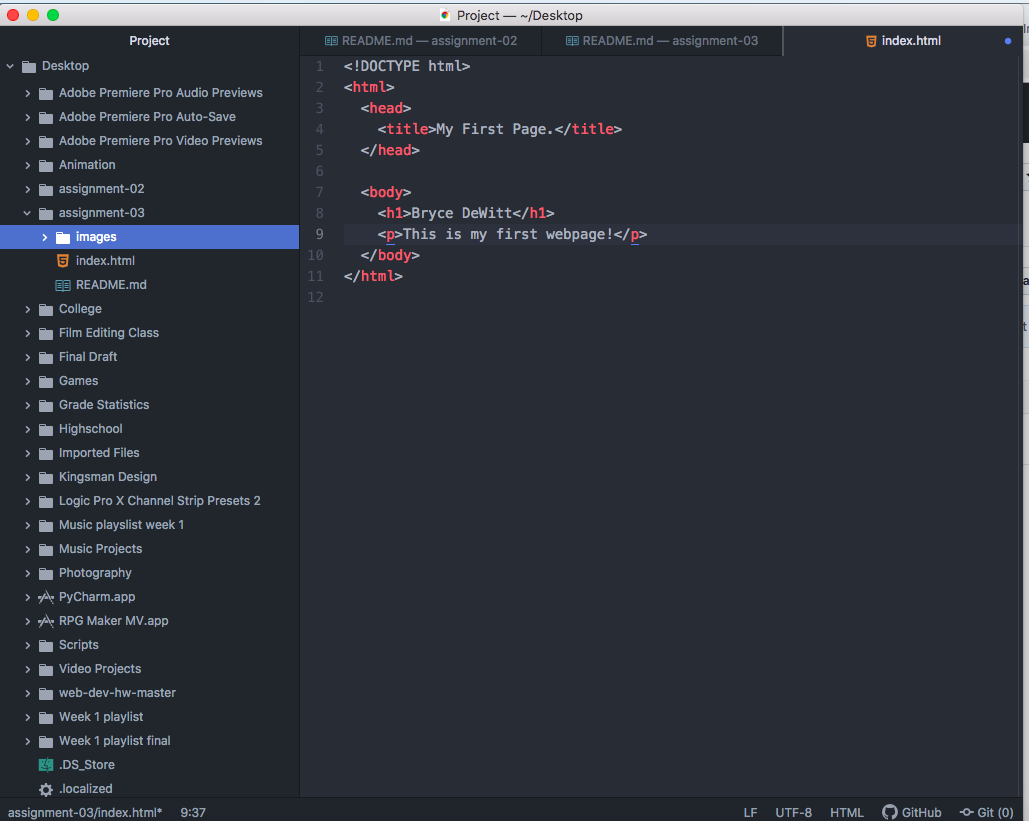 Project — ~/Desktop
Project
Desktop
Adobe Premiere Pro Audio Previews
Adobe Premiere Pro Auto-Save
Adobe Premiere Pro Video Previews
Animation
assignment-02
assignment-03
images
index.html
README.md
College
Film Editing Class
Final Draft
Games
Grade Statistics
Highschool
Imported Files
Kingsman Design
Logic Pro X Channel Strip Presets 2
Music playslist week 1
Music Projects
Photography
PyCharm.app
RPG Maker MV.app
Scripts
Video Projects
web-dev-hw-master
Week 1 playlist
Week 1 playlist final
.DS_Store
.localized
README.md — assignment-02
README.md — assignment-03
index.html
1 <!DOCTYPE html>
2 <html>
3 <head>
4 <title>My First Page.</title>
5 </head>
6
7 <body>
8 <h1>Bryce DeWitt</h1>
9 <p>This is my first webpage!</p>
10 </body>
11 </html>
12
assignment-03/index.html* 9:37
LF UTF-8 HTML GitHub Git (0)